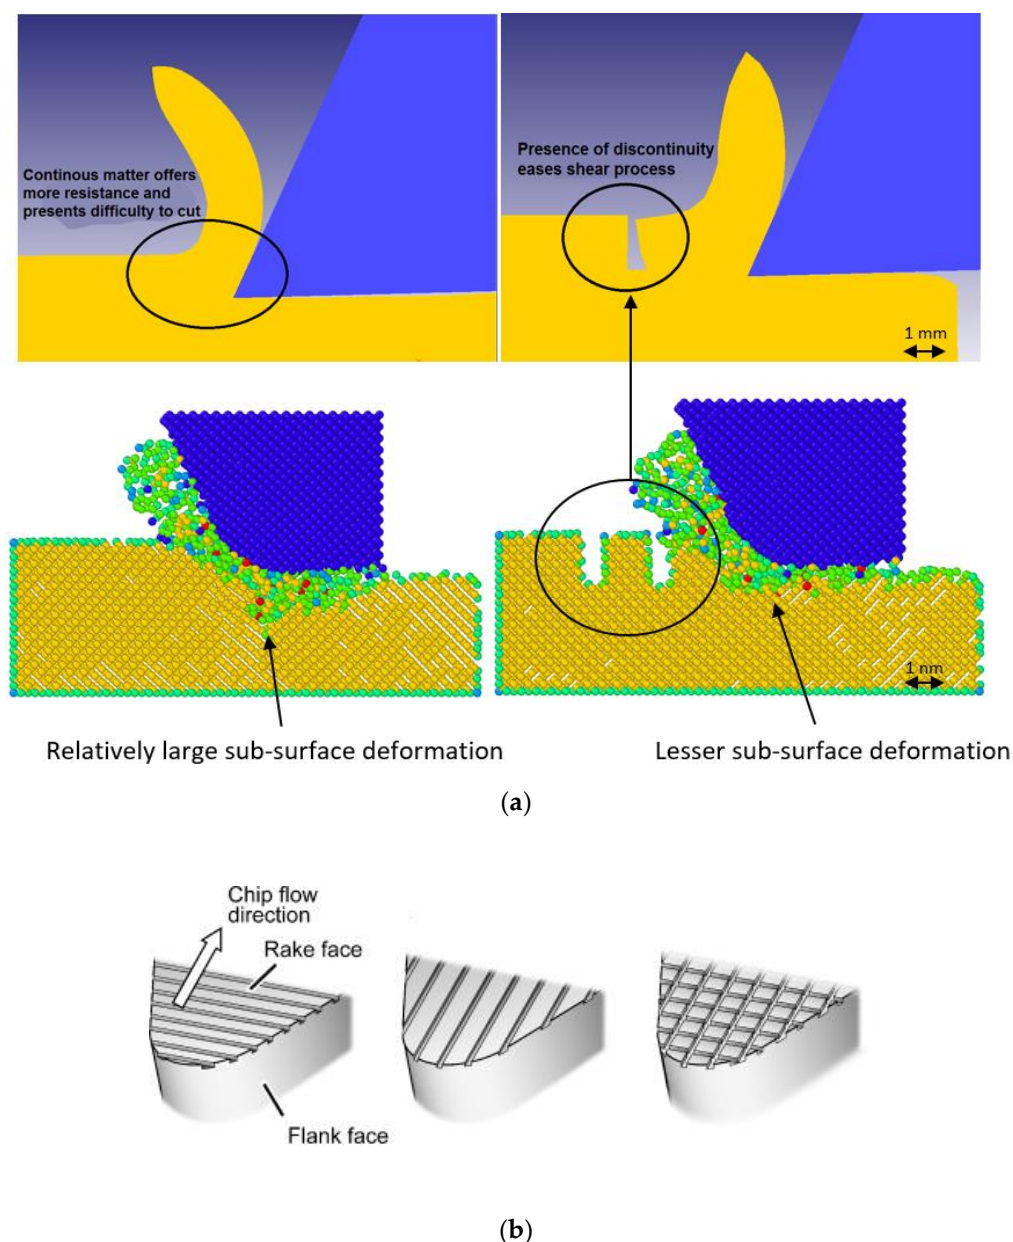 Continous matter offers
more resistance and
presents difficulty to cut
Presence of discontinuity
eases shear process
1 mm
1 nm
Relatively large sub-surface deformation
Lesser sub-surface deformation
(a)
Chip flow
direction
Rake face
Flank face
(b)